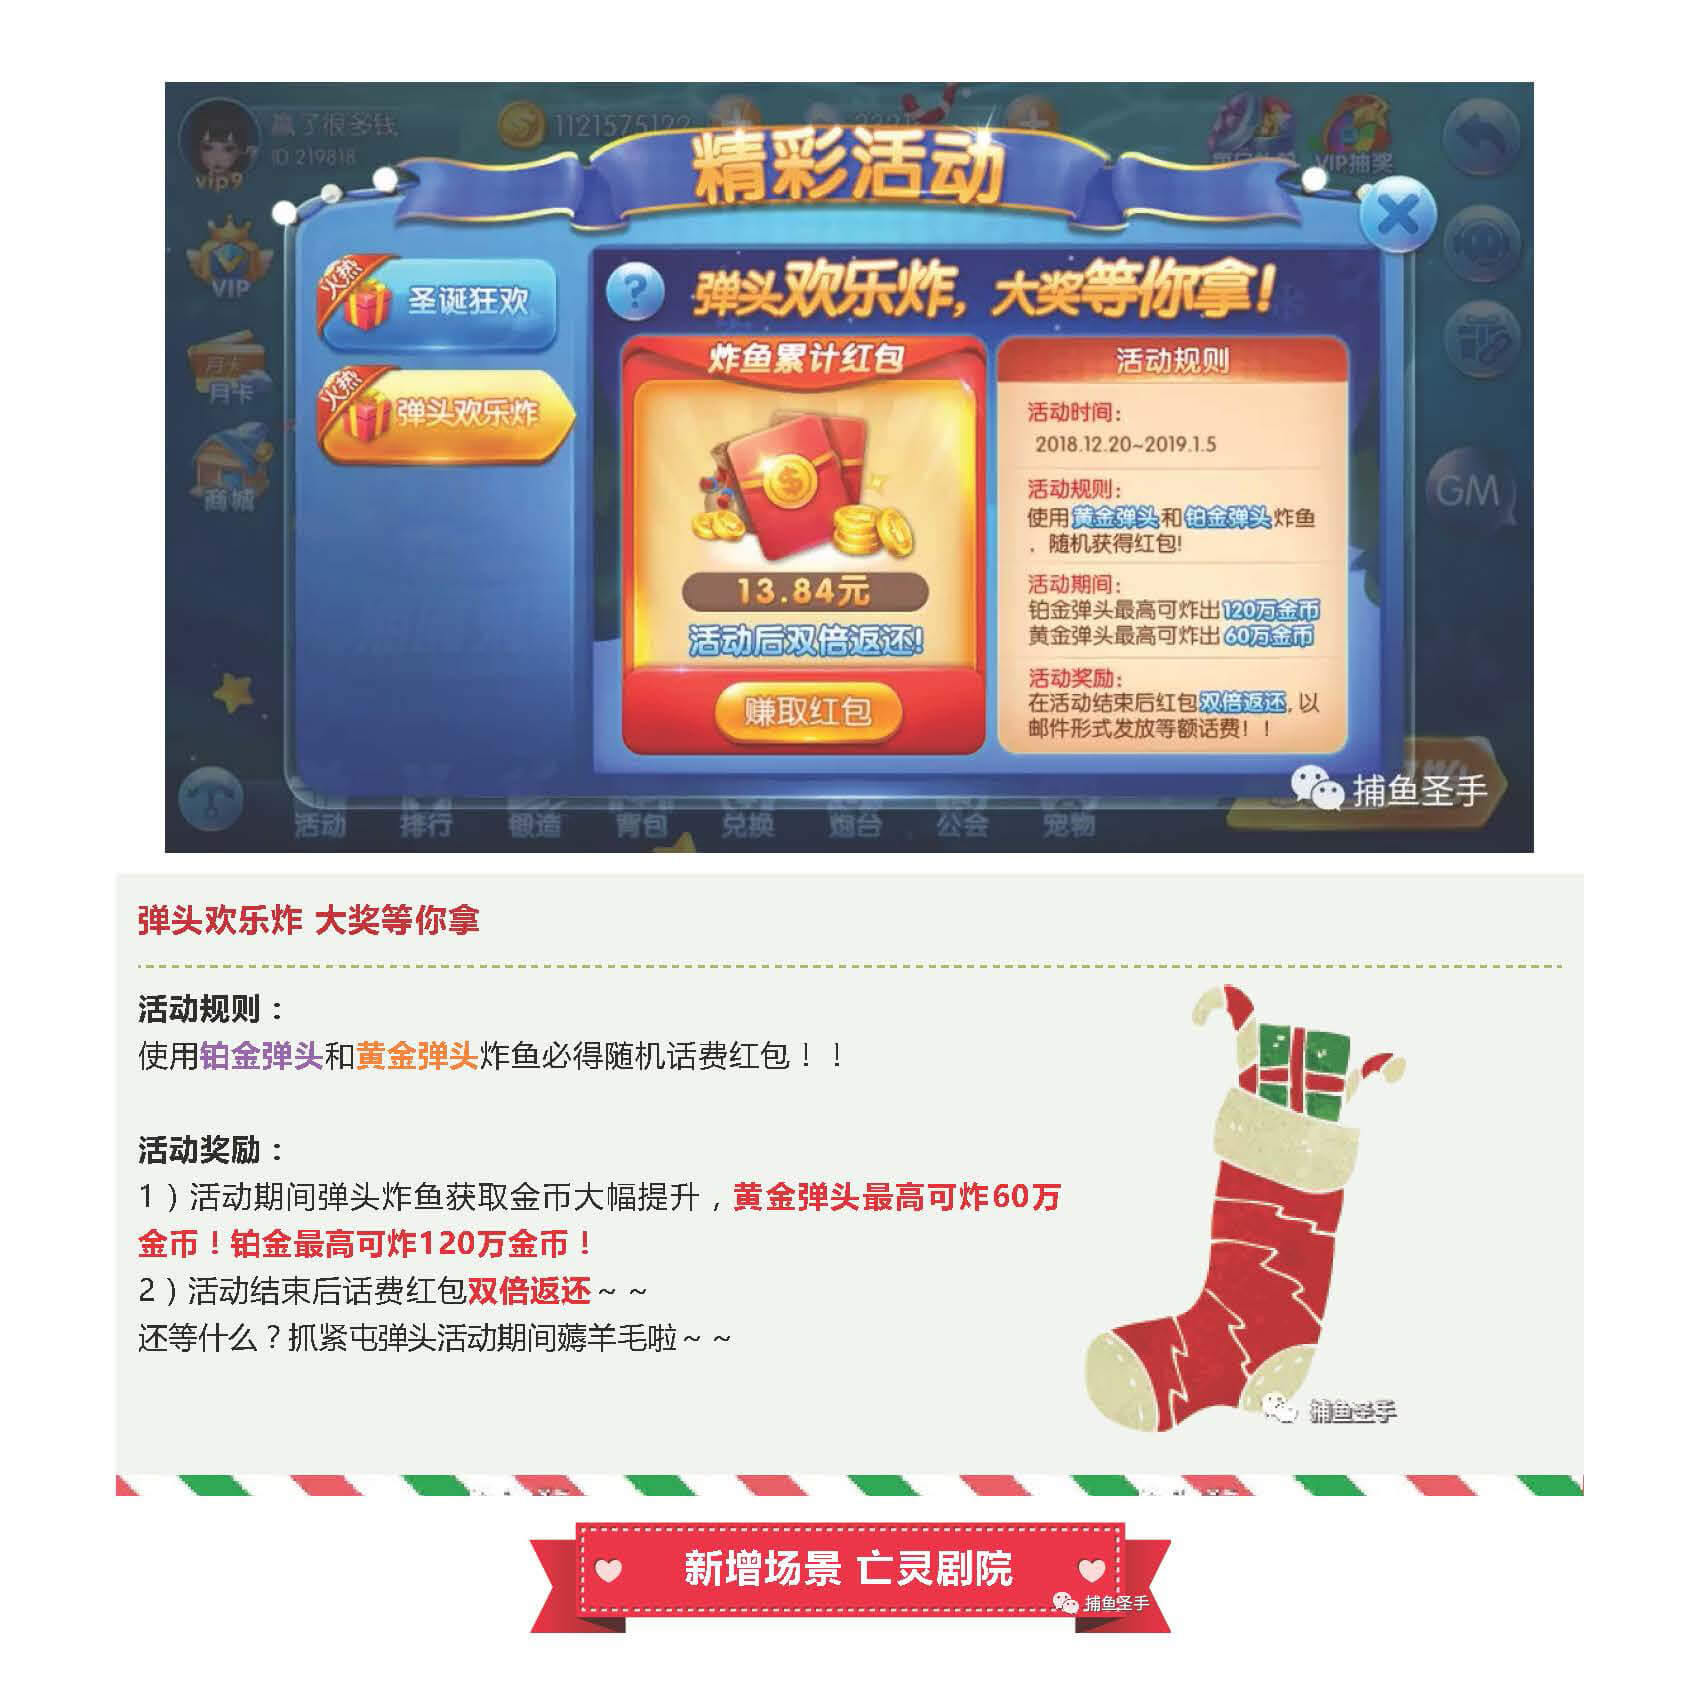 赢了很多钱
ID 219818
vip9
1121575122
VIP抽奖
精彩活动
VIP
月卡
月卡
商城
火热
圣诞狂欢
火热
弹头欢乐炸
弹头欢乐炸，大奖等你拿！
炸鱼累计红包
13.84元
活动后双倍返还!
赚取红包
活动规则
活动时间：
2018.12.20~2019.1.5
活动规则：
使用黄金弹头和铂金弹头炸鱼
，随机获得红包!
活动期间：
铂金弹头最高可炸出120万金币
黄金弹头最高可炸出60万金币
活动奖励：
在活动结束后红包双倍返还, 以
邮件形式发放等额话费！！
GM
活动 排行 锻造 背包 兑换 炮台 公会 宠物
捕鱼圣手
弹头欢乐炸 大奖等你拿
活动规则：
使用铂金弹头和黄金弹头炸鱼必得随机话费红包！！
活动奖励：
1）活动期间弹头炸鱼获取金币大幅提升，黄金弹头最高可炸60万
金币！铂金最高可炸120万金币！
2）活动结束后话费红包双倍返还～～
还等什么？抓紧屯弹头活动期间薅羊毛啦～～
捕鱼圣手
新增场景 亡灵剧院
捕鱼圣手